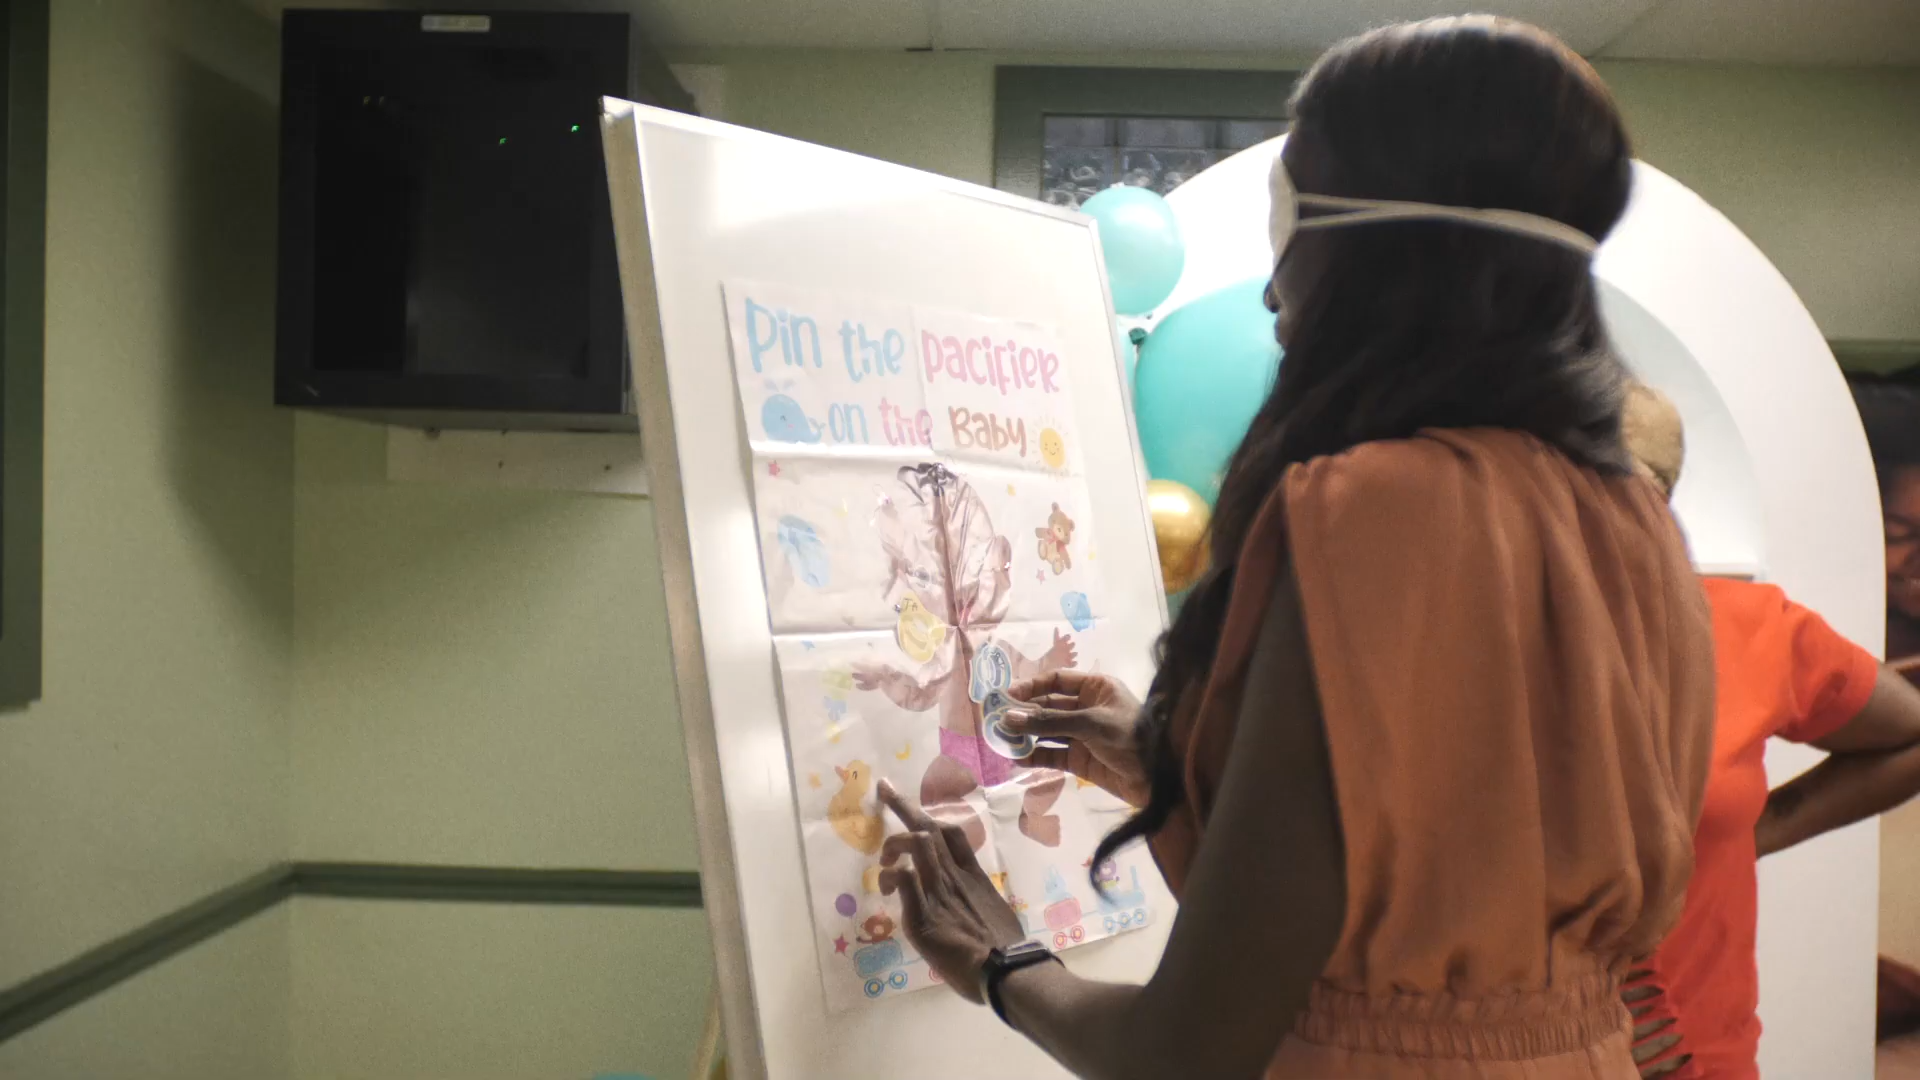 Pin the pacifier
on the Baby